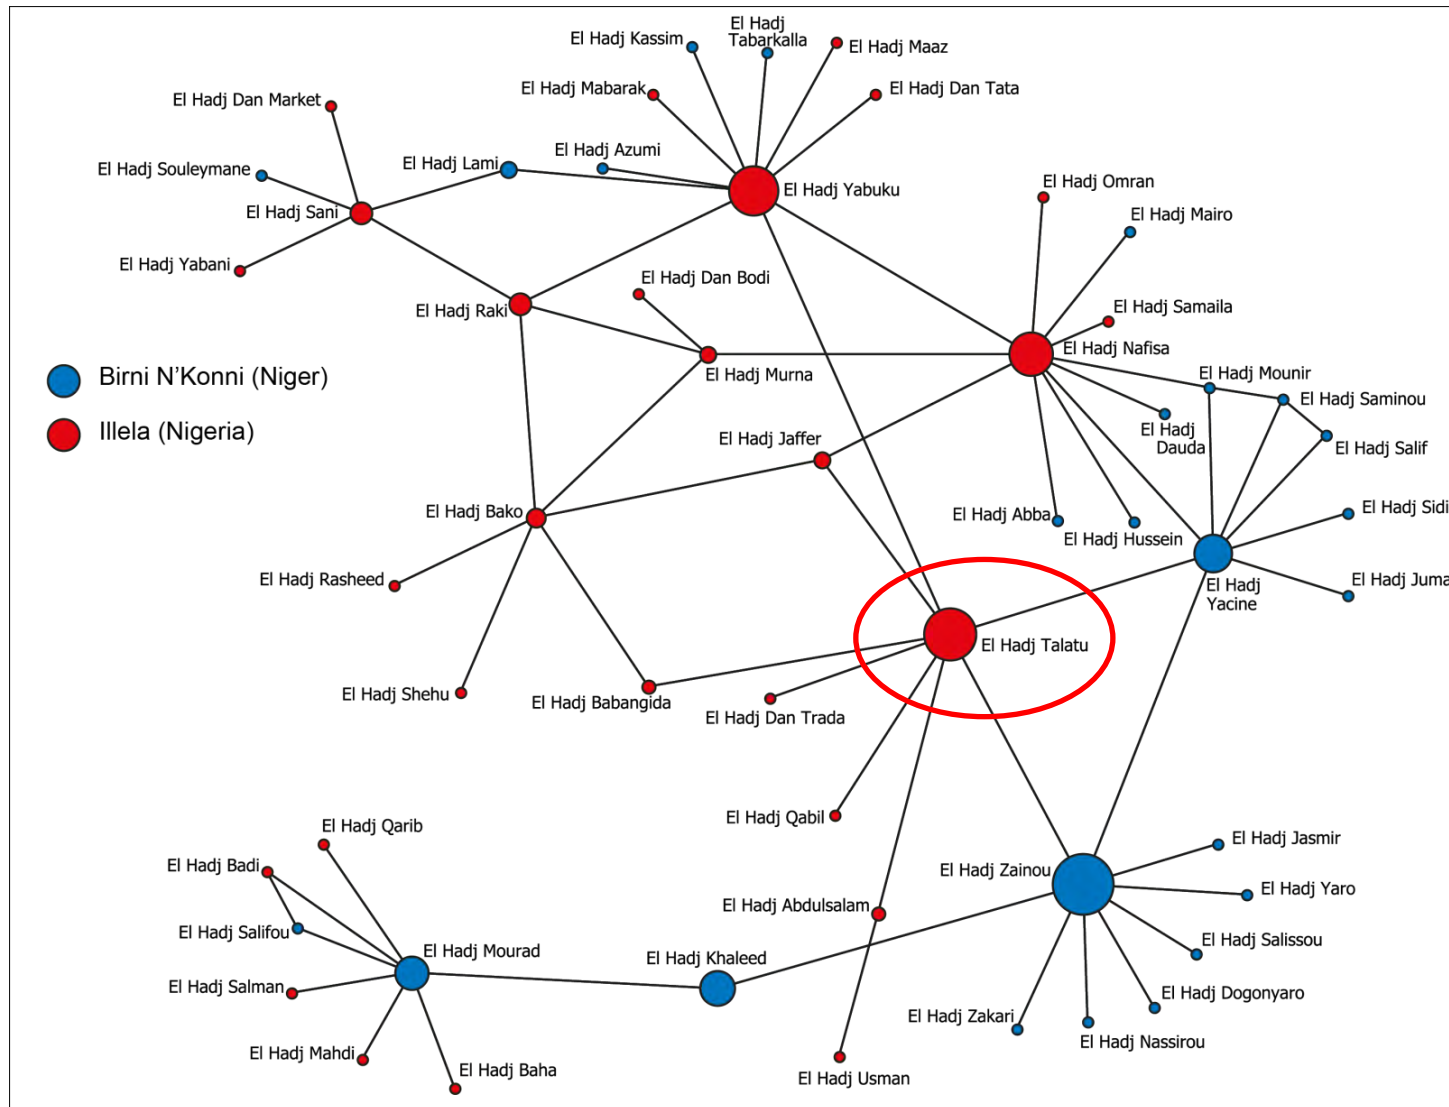 El Hadj Kassim
El Hadj
Tabarkalla
El Hadj Maaz
El Hadj Mabarak
El Hadj Dan Tata
El Hadj Dan Market
El Hadj Souleymane
El Hadj Lami
El Hadj Azumi
El Hadj Yabuku
El Hadj Omran
El Hadj Sani
El Hadj Mairo
El Hadj Yabani
El Hadj Dan Bodi
El Hadj Raki
El Hadj Samaila
El Hadj Nafisa
El Hadj Murna
El Hadj Mounir
El Hadj Saminou
Birni N'Konni (Niger)
Illela (Nigeria)
El Hadj Jaffer
El Hadj
Dauda
El Hadj Salif
El Hadj Bako
El Hadj Abba
El Hadj Hussein
El Hadj Sidi
El Hadj Rasheed
El Hadj
Yacine
El Hadj Juma
El Hadj Talatu
El Hadj Shehu
El Hadj Babangida
El Hadj Dan Trada
El Hadj Qabil
El Hadj Qarib
El Hadj Badi
El Hadj Zainou
El Hadj Jasmir
El Hadj Yaro
El Hadj Abdulsalam
El Hadj Salifou
El Hadj Mourad
El Hadj Khaleed
El Hadj Salissou
El Hadj Salman
El Hadj Dogonyaro
El Hadj Zakari
El Hadj Nassirou
El Hadj Mahdi
El Hadj Baha
El Hadj Usman